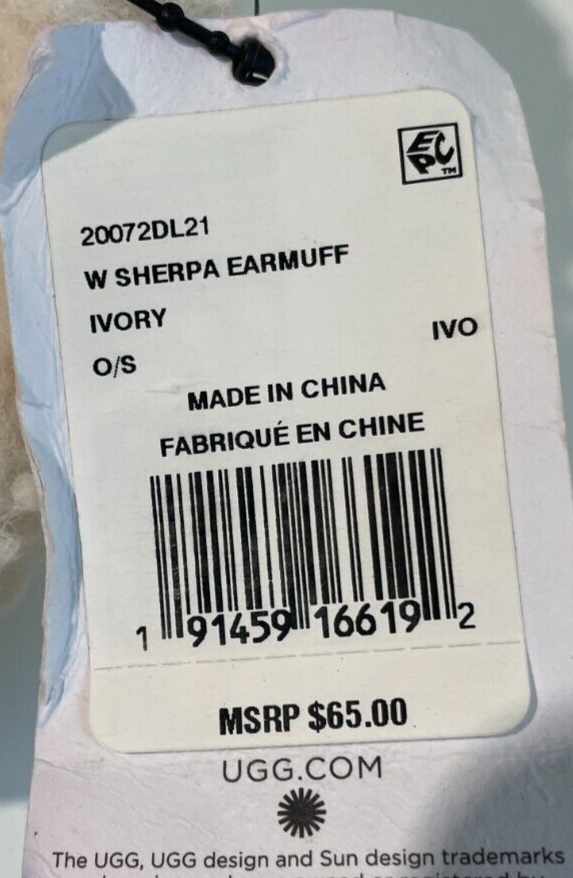 EPC™
20072DL21
W SHERPA EARMUFF
IVORY
IVO
O/S
MADE IN CHINA
FABRIQUÉ EN CHINE
1 91459 16619 2
MSRP $65.00
UGG.COM
The UGG, UGG design and Sun design trademarks